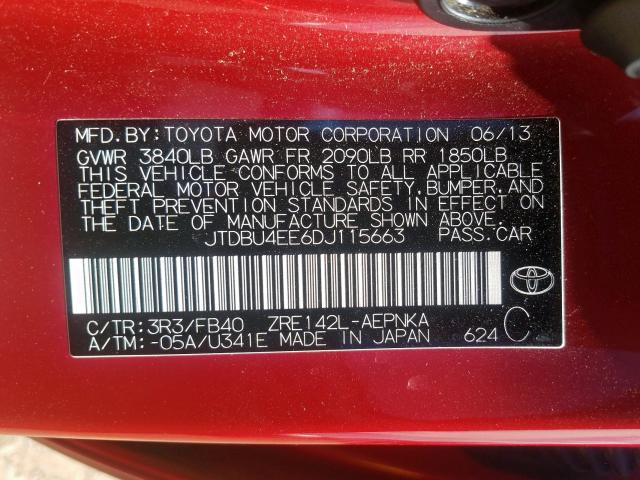 MFD. BY: TOYOTA MOTOR CORPORATION 06/13
GVWR 3840LB GAWR FR 2090LB RR 1850LB
THIS VEHICLE CONFORMS TO ALL APPLICABLE
FEDERAL MOTOR VEHICLE SAFETY, BUMPER, AND
THEFT PREVENTION STANDARDS IN EFFECT ON
THE DATE OF MANUFACTURE SHOWN ABOVE.
JTDBU4EE6DJ115663 PASS. CAR
C/TR: 3R3/FB40 ZRE142L-AEPNKA
A/TM: -05A/U341E MADE IN JAPAN 624 C